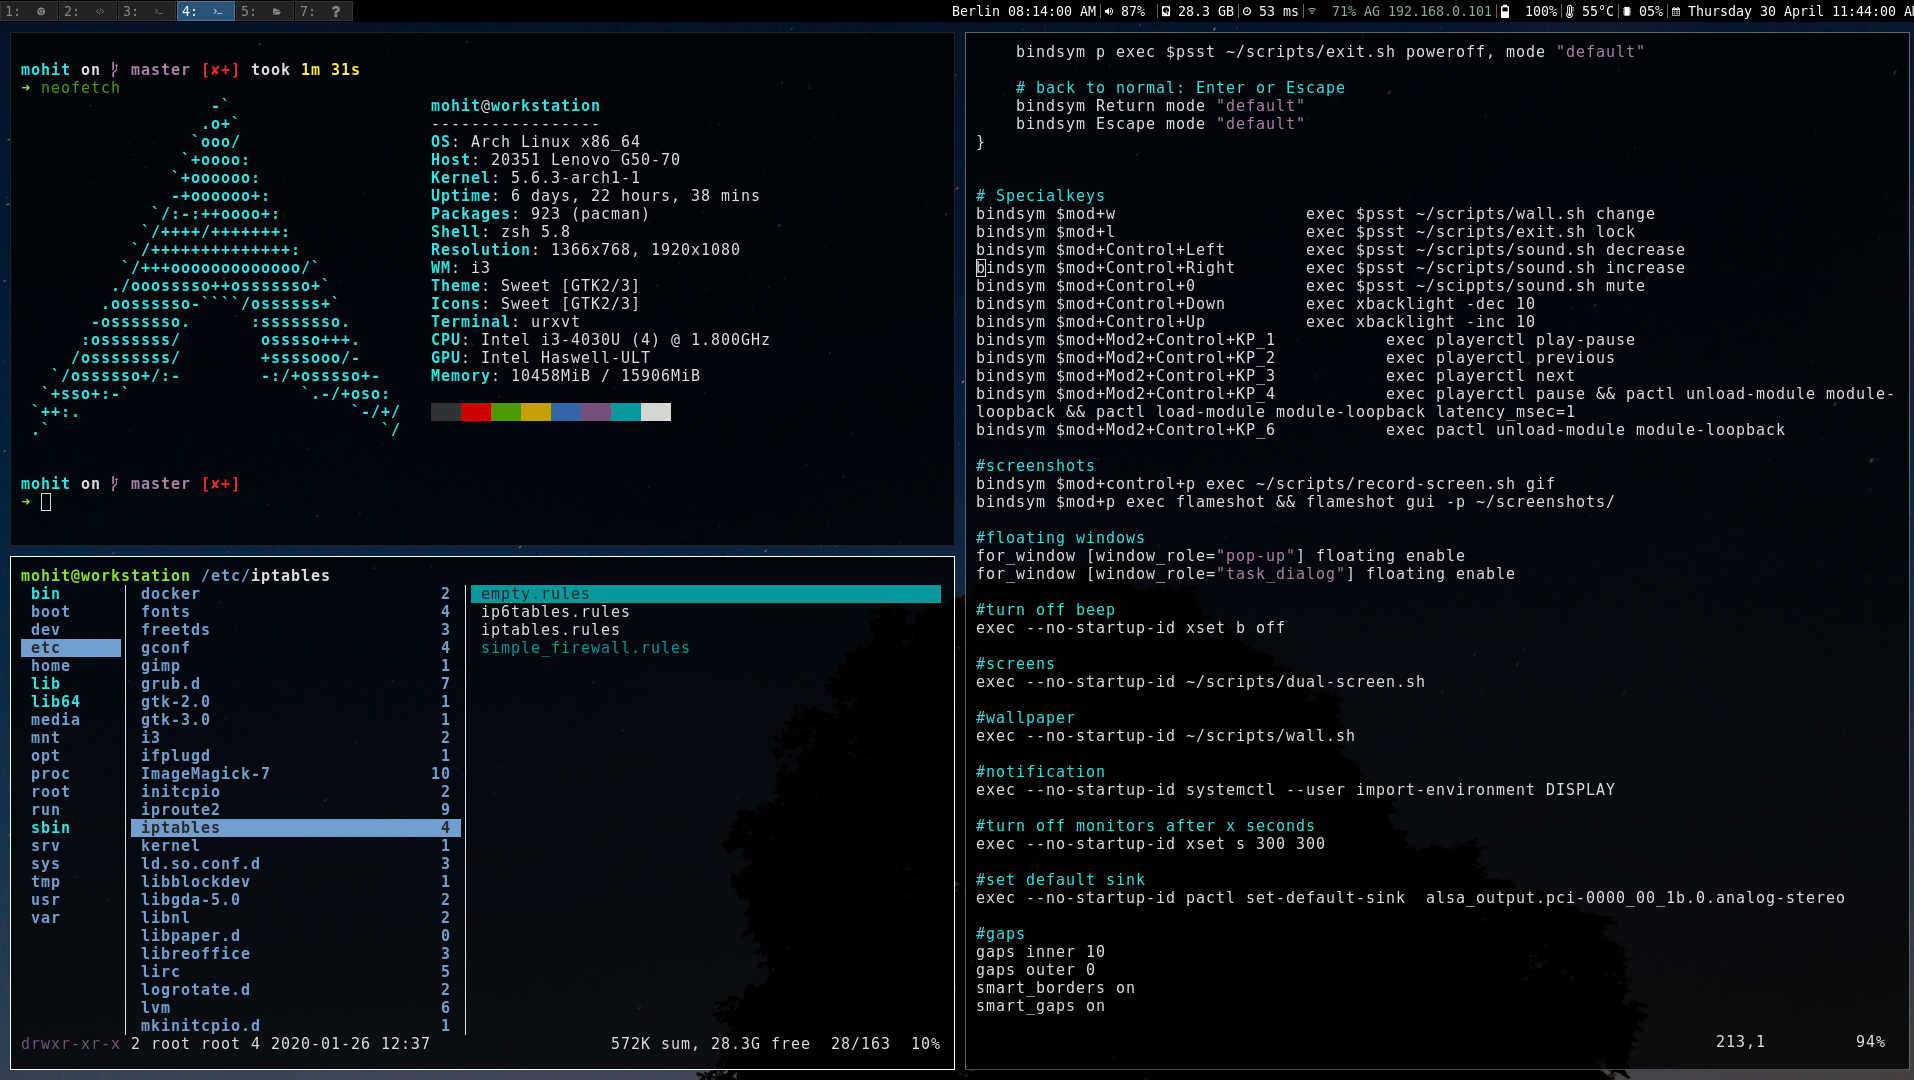 1: 2: 3: 4: 5: 7: ?
Berlin 08:14:00 AM| 87% | 28.3 GB| 53 ms| 71% AG 192.168.0.101| 100%| 55°C| 05%| Thursday 30 April 11:44:00 AM
mohit on master [✘+] took 1m 31s
➜ neofetch
-`
.o+`
`ooo/
`+oooo:
`+oooooo:
-+oooooo+:
`/:-:++oooo+:
`/++++/+++++++:
`/++++++++++++++:
`/+++ooooooooooooo/`
./ooosssso++osssssso+`
.oossssso-````/ossssss+`
-osssssso. :ssssssso.
:osssssss/ osssso+++.
/ossssssss/ +ssssooo/-
`/ossssso+/:- -:/+osssso+-
`+sso+:-` `.-/+oso:
`++:. `-/+/
.` `/
mohit@workstation
-----------------
OS: Arch Linux x86_64
Host: 20351 Lenovo G50-70
Kernel: 5.6.3-arch1-1
Uptime: 6 days, 22 hours, 38 mins
Packages: 923 (pacman)
Shell: zsh 5.8
Resolution: 1366x768, 1920x1080
WM: i3
Theme: Sweet [GTK2/3]
Icons: Sweet [GTK2/3]
Terminal: urxvt
CPU: Intel i3-4030U (4) @ 1.800GHz
GPU: Intel Haswell-ULT
Memory: 10458MiB / 15906MiB
mohit on master [✘+]
➜
mohit@workstation /etc/iptables
bin
boot
dev
etc
home
lib
lib64
media
mnt
opt
proc
root
run
sbin
srv
sys
tmp
usr
var
docker 2
fonts 4
freetds 3
gconf 4
gimp 1
grub.d 7
gtk-2.0 1
gtk-3.0 1
i3 2
ifplugd 1
ImageMagick-7 10
initcpio 2
iproute2 9
iptables 4
kernel 1
ld.so.conf.d 3
libblockdev 1
libgda-5.0 2
libnl 2
libpaper.d 0
libreoffice 3
lirc 5
logrotate.d 2
lvm 6
mkinitcpio.d 1
empty.rules
ip6tables.rules
iptables.rules
simple_firewall.rules
drwxr-xr-x 2 root root 4 2020-01-26 12:37 572K sum, 28.3G free 28/163 10%
bindsym p exec $psst ~/scripts/exit.sh poweroff, mode "default"
# back to normal: Enter or Escape
bindsym Return mode "default"
bindsym Escape mode "default"
}
# Specialkeys
bindsym $mod+w exec $psst ~/scripts/wall.sh change
bindsym $mod+l exec $psst ~/scripts/exit.sh lock
bindsym $mod+Control+Left exec $psst ~/scripts/sound.sh decrease
bindsym $mod+Control+Right exec $psst ~/scripts/sound.sh increase
bindsym $mod+Control+0 exec $psst ~/scippts/sound.sh mute
bindsym $mod+Control+Down exec xbacklight -dec 10
bindsym $mod+Control+Up exec xbacklight -inc 10
bindsym $mod+Mod2+Control+KP_1 exec playerctl play-pause
bindsym $mod+Mod2+Control+KP_2 exec playerctl previous
bindsym $mod+Mod2+Control+KP_3 exec playerctl next
bindsym $mod+Mod2+Control+KP_4 exec playerctl pause && pactl unload-module module-
loopback && pactl load-module module-loopback latency_msec=1
bindsym $mod+Mod2+Control+KP_6 exec pactl unload-module module-loopback
#screenshots
bindsym $mod+control+p exec ~/scripts/record-screen.sh gif
bindsym $mod+p exec flameshot && flameshot gui -p ~/screenshots/
#floating windows
for_window [window_role="pop-up"] floating enable
for_window [window_role="task_dialog"] floating enable
#turn off beep
exec --no-startup-id xset b off
#screens
exec --no-startup-id ~/scripts/dual-screen.sh
#wallpaper
exec --no-startup-id ~/scripts/wall.sh
#notification
exec --no-startup-id systemctl --user import-environment DISPLAY
#turn off monitors after x seconds
exec --no-startup-id xset s 300 300
#set default sink
exec --no-startup-id pactl set-default-sink alsa_output.pci-0000_00_1b.0.analog-stereo
#gaps
gaps inner 10
gaps outer 0
smart_borders on
smart_gaps on
213,1 94%